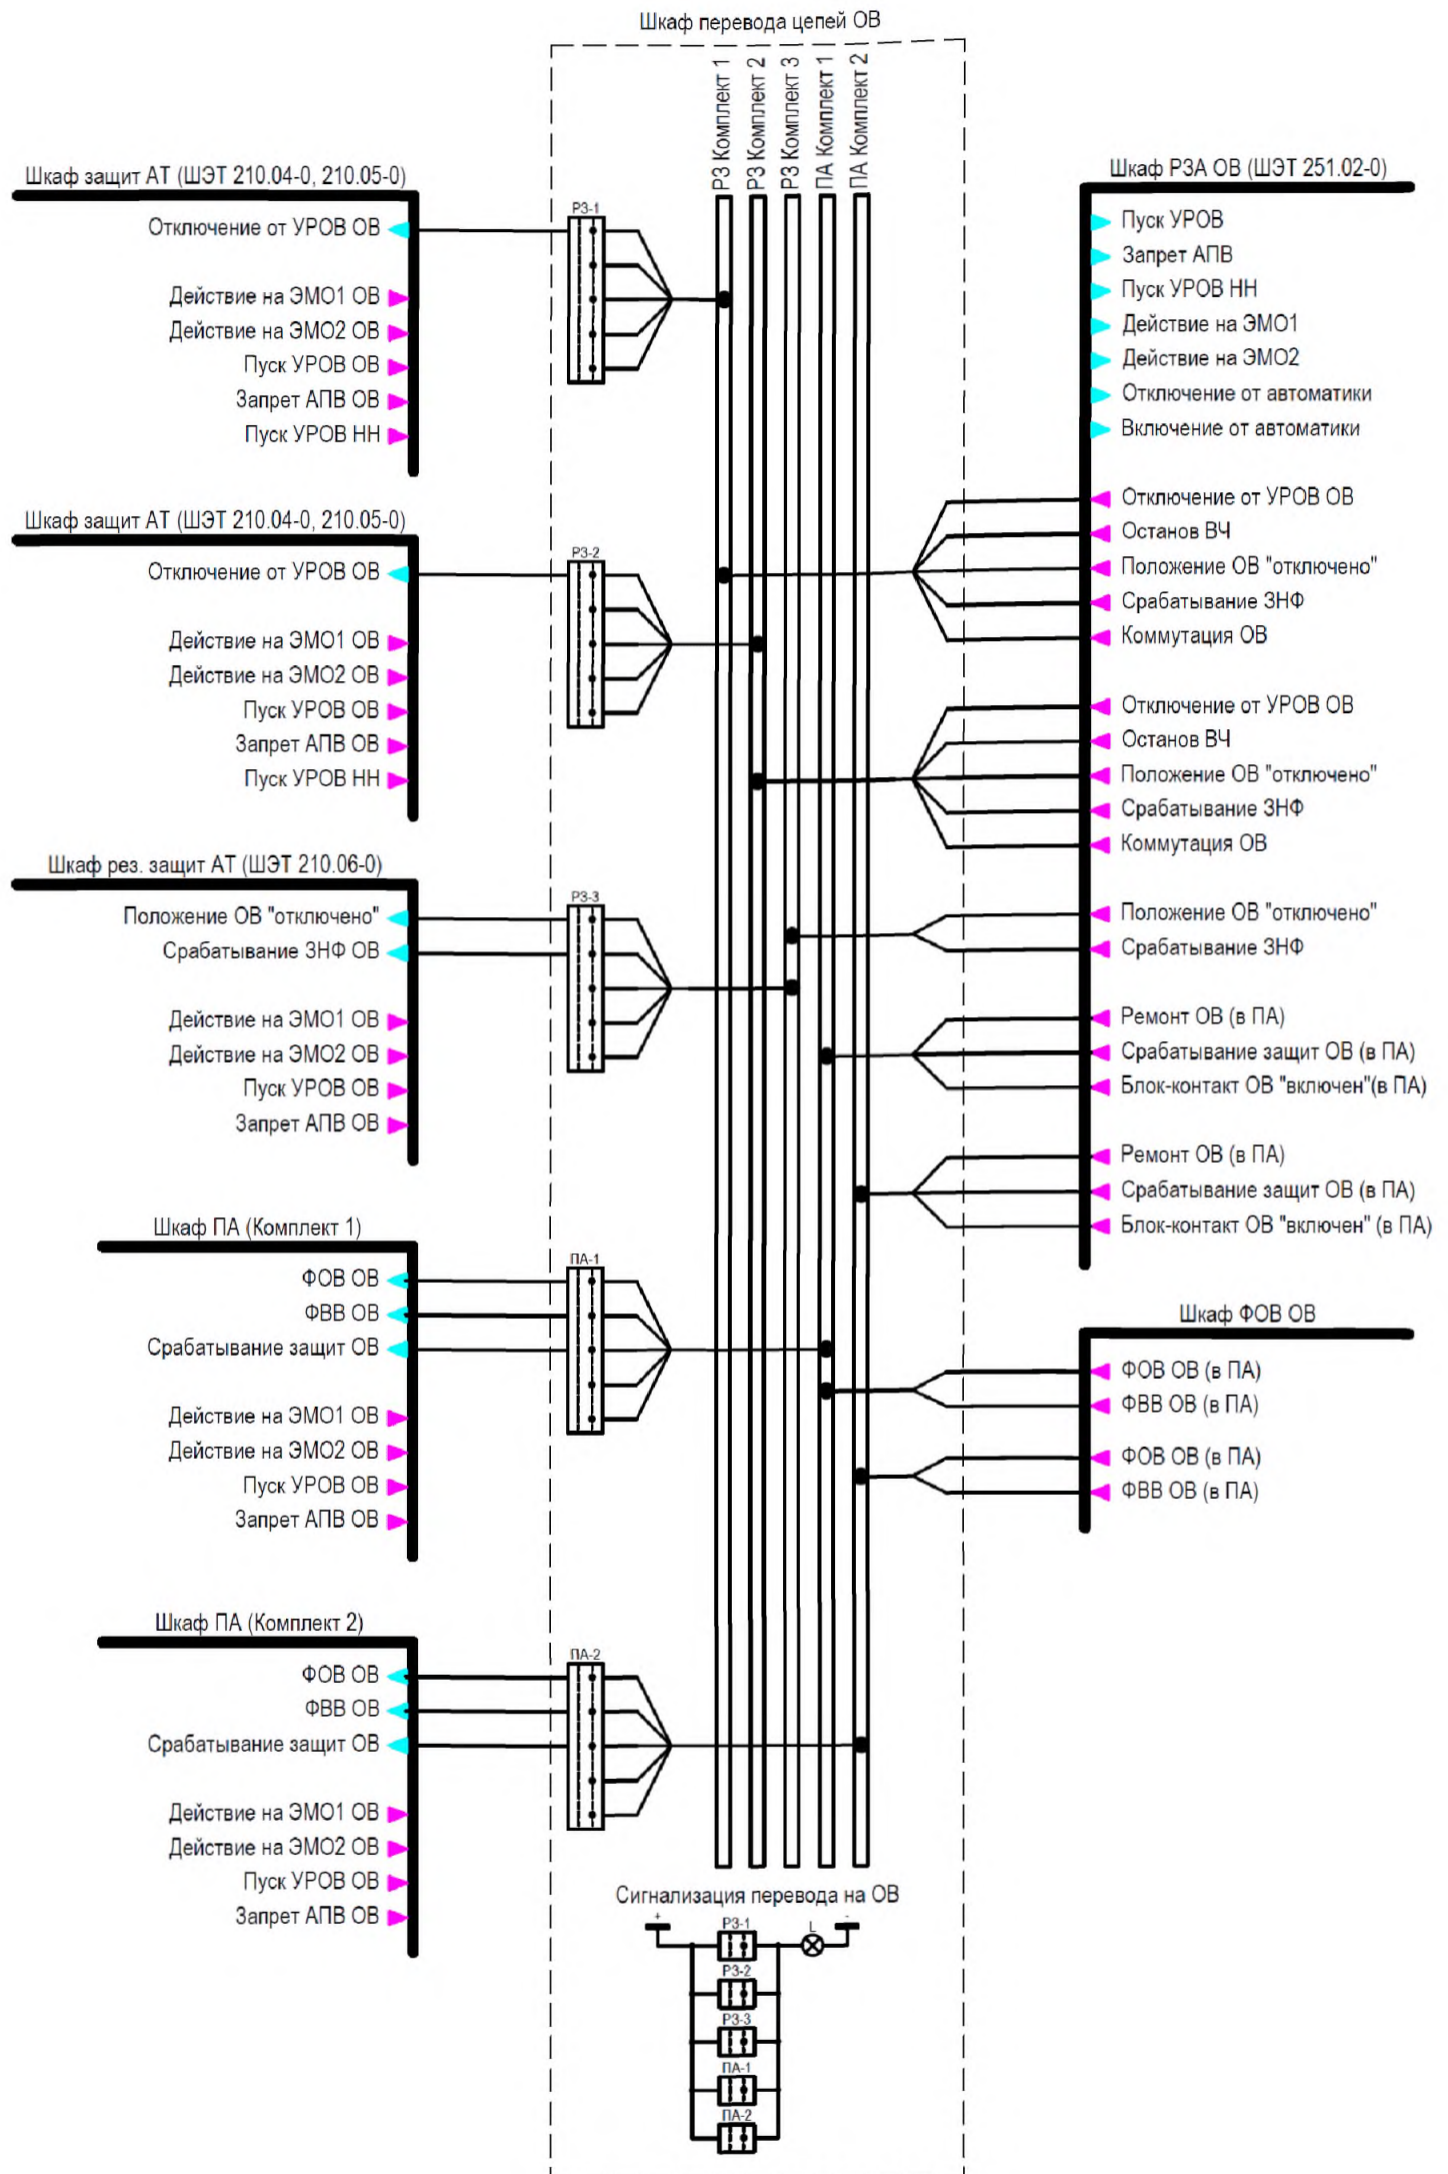 Шкаф перевода цепей ОВ
РЗ Комплект 1
РЗ Комплект 2
РЗ Комплект 3
ПА Комплект 1
ПА Комплект 2
Шкаф защит АТ (ШЭТ 210.04-0, 210.05-0)
Отключение от УРОВ ОВ
Действие на ЭМО1 ОВ
Действие на ЭМО2 ОВ
Пуск УРОВ ОВ
Запрет АПВ ОВ
Пуск УРОВ НН
РЗ-1
Шкаф защит АТ (ШЭТ 210.04-0, 210.05-0)
Отключение от УРОВ ОВ
Действие на ЭМО1 ОВ
Действие на ЭМО2 ОВ
Пуск УРОВ ОВ
Запрет АПВ ОВ
Пуск УРОВ НН
РЗ-2
Шкаф рез. защит АТ (ШЭТ 210.06-0)
Положение ОВ "отключено"
Срабатывание ЗНФ ОВ
Действие на ЭМО1 ОВ
Действие на ЭМО2 ОВ
Пуск УРОВ ОВ
Запрет АПВ ОВ
РЗ-3
Шкаф ПА (Комплект 1)
ФОВ ОВ
ФВВ ОВ
Срабатывание защит ОВ
Действие на ЭМО1 ОВ
Действие на ЭМО2 ОВ
Пуск УРОВ ОВ
Запрет АПВ ОВ
ПА-1
Шкаф ПА (Комплект 2)
ФОВ ОВ
ФВВ ОВ
Срабатывание защит ОВ
Действие на ЭМО1 ОВ
Действие на ЭМО2 ОВ
Пуск УРОВ ОВ
Запрет АПВ ОВ
ПА-2
Шкаф РЗА ОВ (ШЭТ 251.02-0)
Пуск УРОВ
Запрет АПВ
Пуск УРОВ НН
Действие на ЭМО1
Действие на ЭМО2
Отключение от автоматики
Включение от автоматики
Отключение от УРОВ ОВ
Останов ВЧ
Положение ОВ "отключено"
Срабатывание ЗНФ
Коммутация ОВ
Отключение от УРОВ ОВ
Останов ВЧ
Положение ОВ "отключено"
Срабатывание ЗНФ
Коммутация ОВ
Положение ОВ "отключено"
Срабатывание ЗНФ
Ремонт ОВ (в ПА)
Срабатывание защит ОВ (в ПА)
Блок-контакт ОВ "включен"(в ПА)
Ремонт ОВ (в ПА)
Срабатывание защит ОВ (в ПА)
Блок-контакт ОВ "включен" (в ПА)
Шкаф ФОВ ОВ
ФОВ ОВ (в ПА)
ФВВ ОВ (в ПА)
ФОВ ОВ (в ПА)
ФВВ ОВ (в ПА)
Сигнализация перевода на ОВ
+
РЗ-1
L
-
РЗ-2
РЗ-3
ПА-1
ПА-2